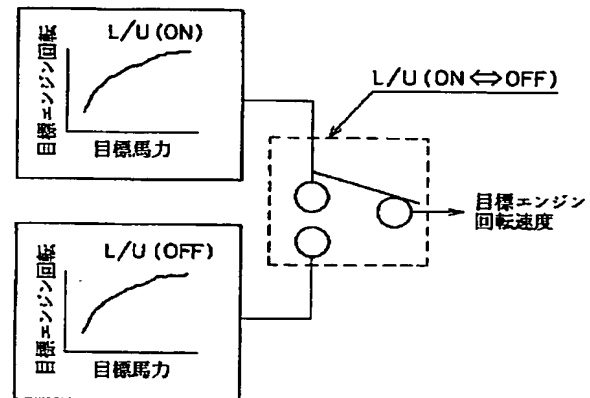 L/U(ON)
目標エンジン回転
目標馬力
L/U(ON⇔OFF)
目標エンジン
回転速度
L/U(OFF)
目標エンジン回転
目標馬力